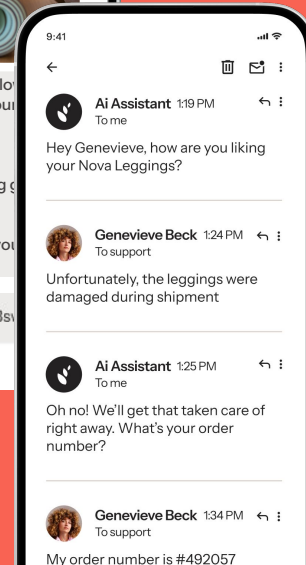 9:41
Ai Assistant 1:19 PM
To me
Hey Genevieve, how are you liking
your Nova Leggings?
Genevieve Beck 1:24 PM
To support
Unfortunately, the leggings were
damaged during shipment
Ai Assistant 1:25 PM
To me
Oh no! We’ll get that taken care of
right away. What’s your order
number?
Genevieve Beck 1:34 PM
To support
My order number is #492057